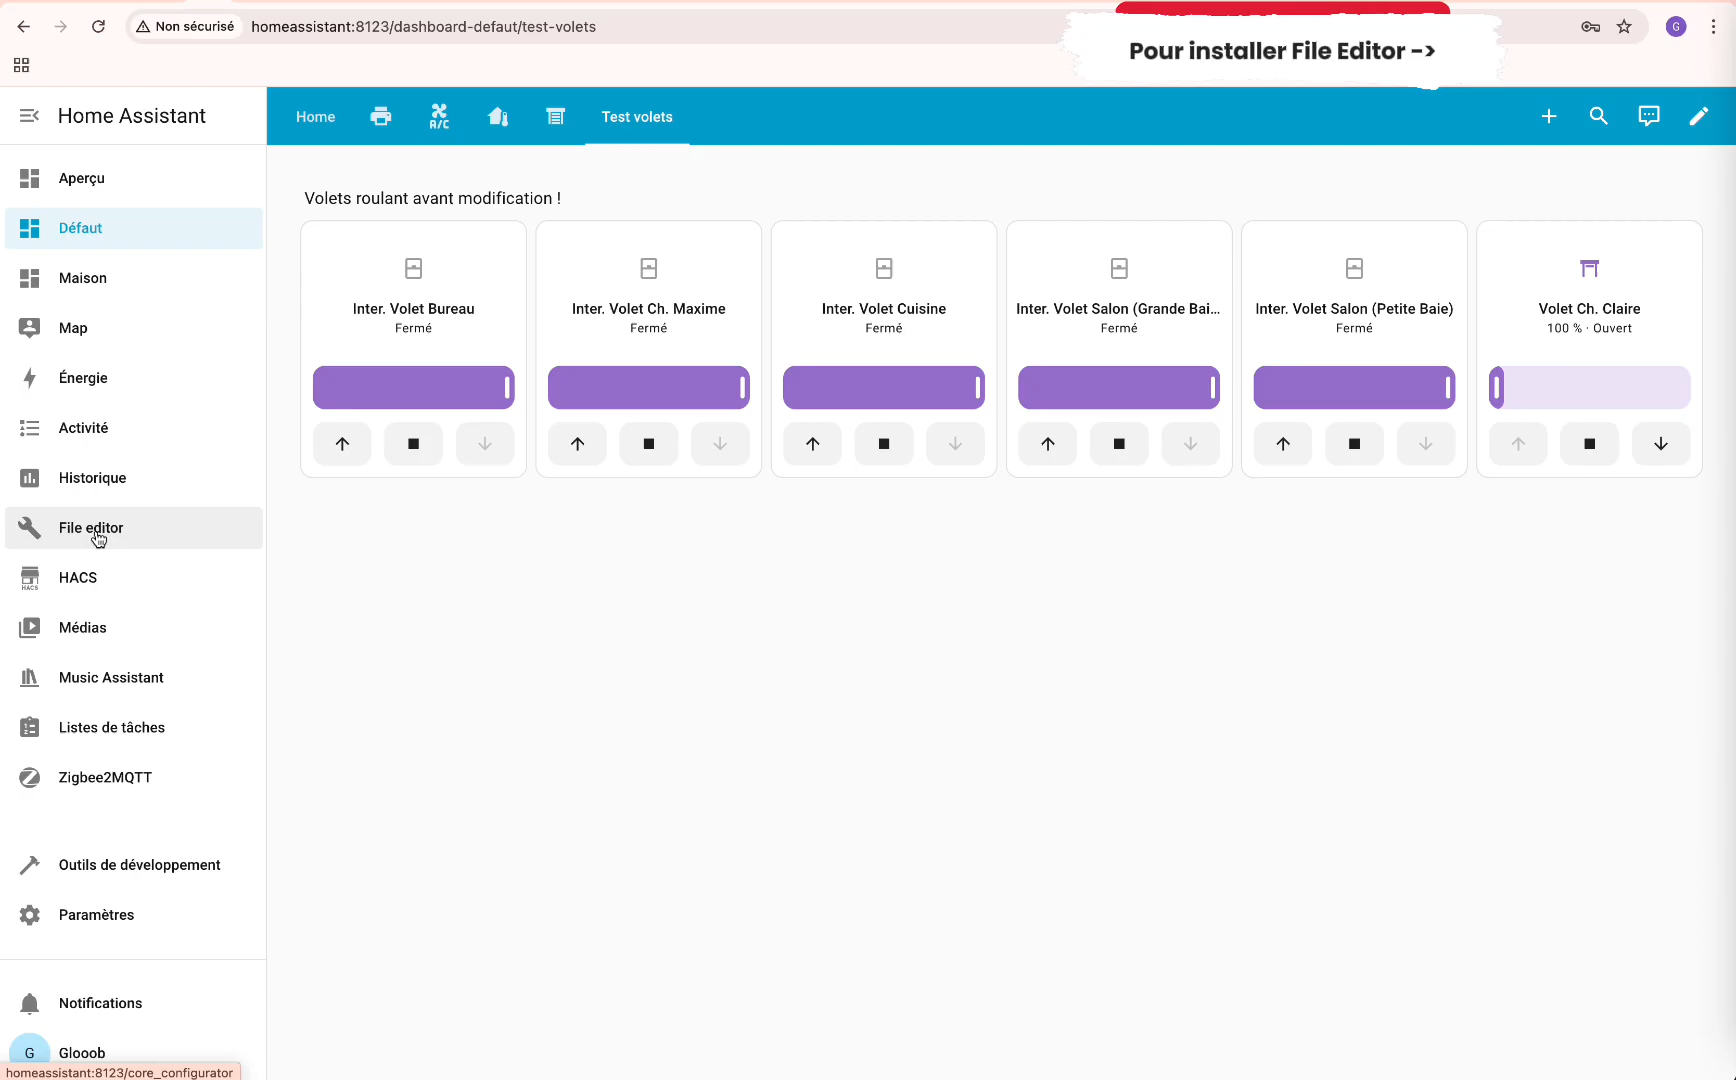 Non sécurisé
homeassistant:8123/dashboard-defaut/test-volets
Pour installer File Editor ->
G
Home Assistant
Home
A/C
Test volets
Aperçu
Défaut
Maison
Map
Énergie
Activité
Historique
File editor
HACS
HACS
Médias
Music Assistant
Listes de tâches
Zigbee2MQTT
Outils de développement
Paramètres
Notifications
G
Glooob
homeassistant:8123/core_configurator
Volets roulant avant modification !
Inter. Volet Bureau
Fermé
Inter. Volet Ch. Maxime
Fermé
Inter. Volet Cuisine
Fermé
Inter. Volet Salon (Grande Bai...
Fermé
Inter. Volet Salon (Petite Baie)
Fermé
Volet Ch. Claire
100 % · Ouvert